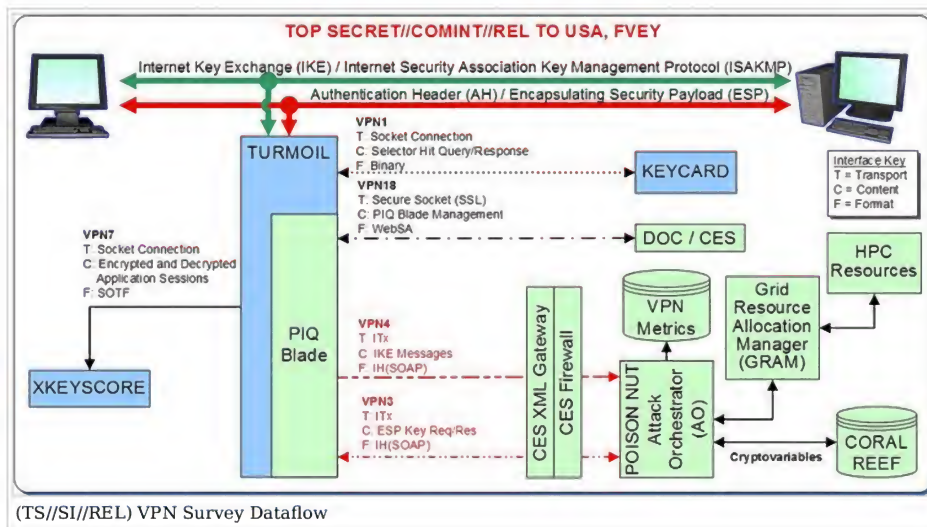 TOP SECRET//COMINT//REL TO USA, FVEY
Internet Key Exchange (IKE) / Internet Security Association Key Management Protocol (ISAKMP)
Authentication Header (AH) / Encapsulating Security Payload (ESP)
TURMOIL
VPN1
T: Socket Connection
C: Selector Hit Query/Response
F: Binary
KEYCARD
Interface Key
T = Transport
C = Content
F = Format
VPN18
T: Secure Socket (SSL)
C: PIQ Blade Management
F: WebSA
DOC / CES
VPN7
T: Socket Connection
C: Encrypted and Decrypted
Application Sessions
F: SOTF
XKEYSCORE
PIQ
Blade
VPN4
T: ITx
C: IKE Messages
F: IH(SOAP)
VPN3
T: ITx
C: ESP Key Req/Res
F: IH(SOAP)
CES XML Gateway
CES Firewall
VPN
Metrics
POISON NUT
Attack
Orchestrator
(AO)
Grid
Resource
Allocation
Manager
(GRAM)
HPC
Resources
Cryptovariables
CORAL
REEF
(TS//SI//REL) VPN Survey Dataflow